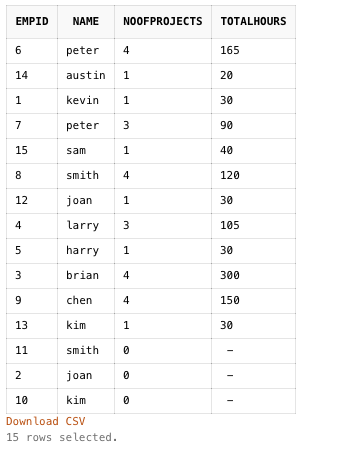 EMPID NAME NOOFPROJECTS TOTALHOURS
6 peter 4 165
14 austin 1 20
1 kevin 1 30
7 peter 3 90
15 sam 1 40
8 smith 4 120
12 joan 1 30
4 larry 3 105
5 harry 1 30
3 brian 4 300
9 chen 4 150
13 kim 1 30
11 smith 0 –
2 joan 0 –
10 kim 0 –
Download CSV
15 rows selected.